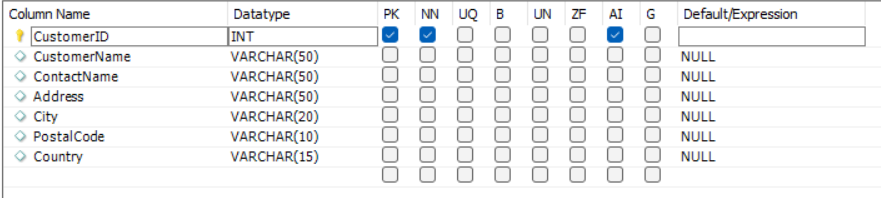 Column Name Datatype PK NN UQ B UN ZF AI G Default/Expression
CustomerID INT
CustomerName VARCHAR(50) NULL
ContactName VARCHAR(50) NULL
Address VARCHAR(50) NULL
City VARCHAR(20) NULL
PostalCode VARCHAR(10) NULL
Country VARCHAR(15) NULL